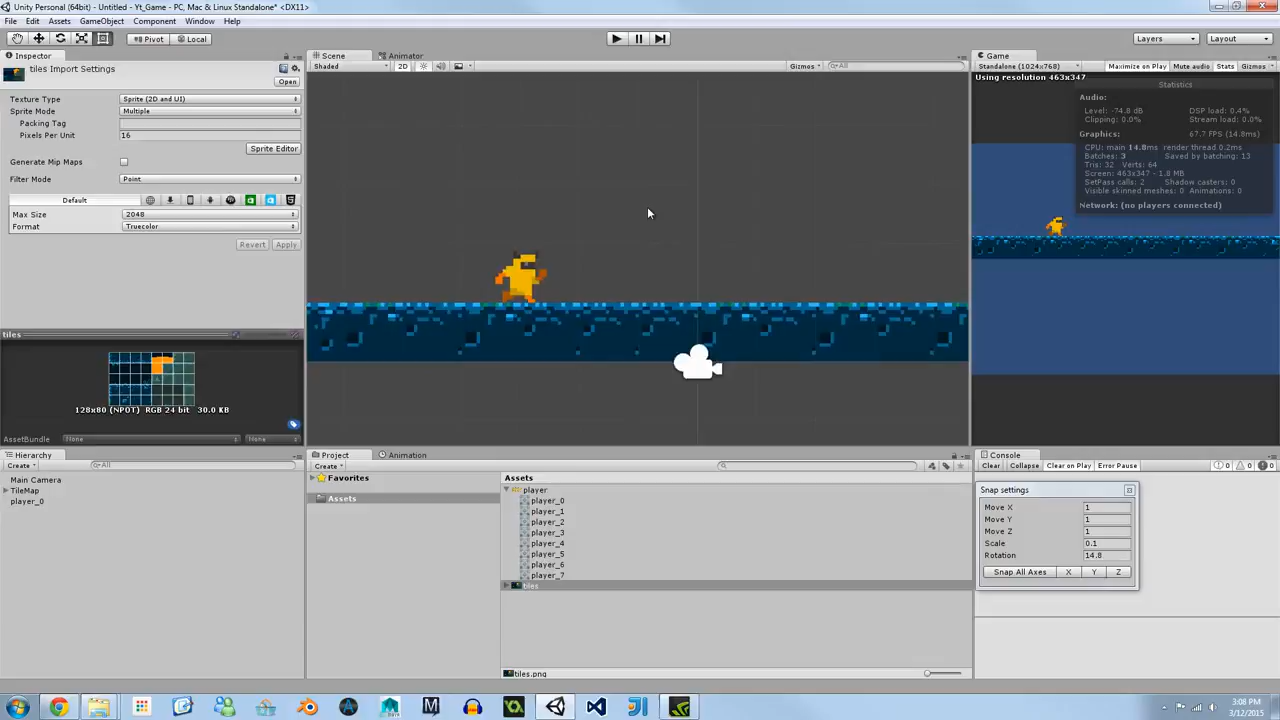 Unity Personal (64bit) - Untitled - Yt_Game - PC, Mac & Linux Standalone* <DX11>
File Edit Assets GameObject Component Window Help
Pivot Local
Layers Layout
Inspector
tiles Import Settings
Open
Texture Type Sprite (2D and UI)
Sprite Mode Multiple
Packing Tag
Pixels Per Unit 16
Sprite Editor
Generate Mip Maps
Filter Mode Point
Default
Max Size 2048
Format Truecolor
Revert Apply
tiles
128x80 (NPOT) RGB 24 bit 30.0 KB
AssetBundle None None
Scene Animator
Shaded 2D Gizmos All
Game
Standalone (1024x768) Maximize on Play Mute audio Stats Gizmos
Using resolution 463x347
Statistics
Audio:
Level: -74.8 dB DSP load: 0.4%
Clipping: 0.0% Stream load: 0.0%
Graphics: 67.7 FPS (14.8ms)
CPU: main 14.8ms render thread 0.2ms
Batches: 3 Saved by batching: 13
Tris: 32 Verts: 64
Screen: 463x347 - 1.8 MB
SetPass calls: 2 Shadow casters: 0
Visible skinned meshes: 0 Animations: 0
Network: (no players connected)
Hierarchy
Create All
Main Camera
TileMap
player_0
Project Animation
Create
Favorites
Assets
Assets
player
player_0
player_1
player_2
player_3
player_4
player_5
player_6
player_7
tiles
tiles.png
Console
Clear Collapse Clear on Play Error Pause 0 0 0
Snap settings
Move X 1
Move Y 1
Move Z 1
Scale 0.1
Rotation 14.8
Snap All Axes X Y Z
3:08 PM
3/12/2015